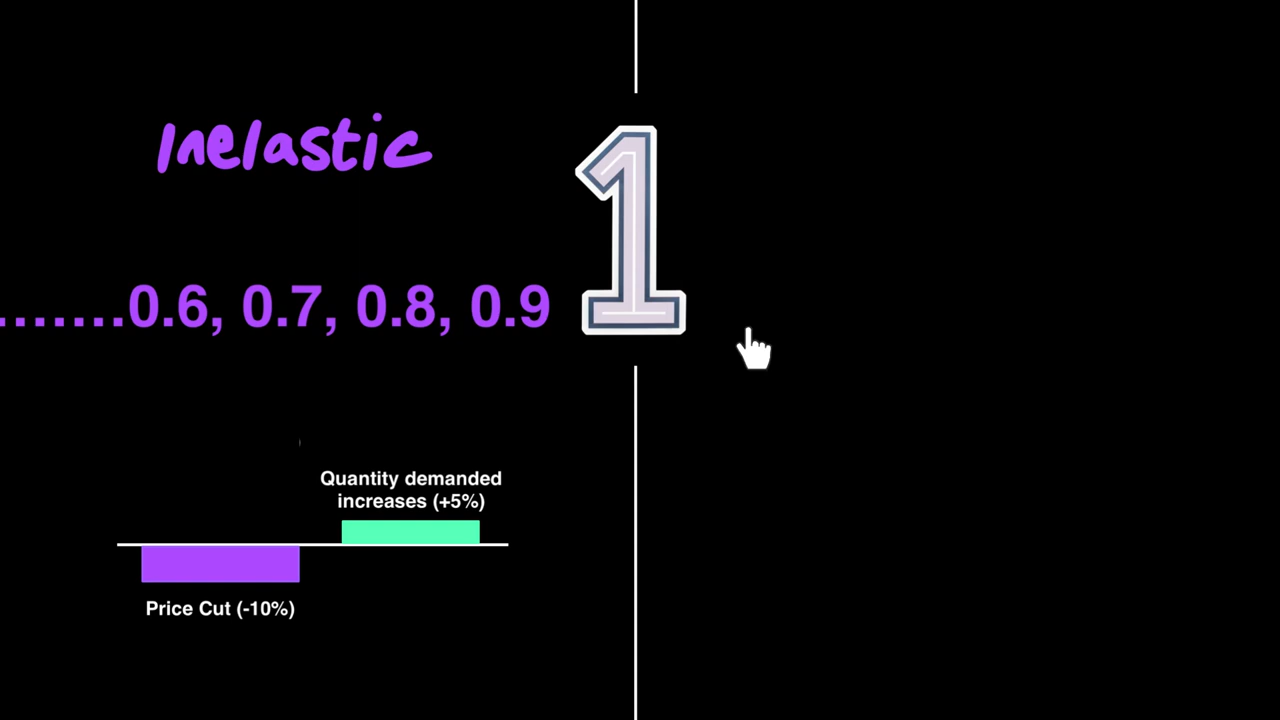 Inelastic
1
.......0.6, 0.7, 0.8, 0.9
Quantity demanded
increases (+5%)
Price Cut (-10%)